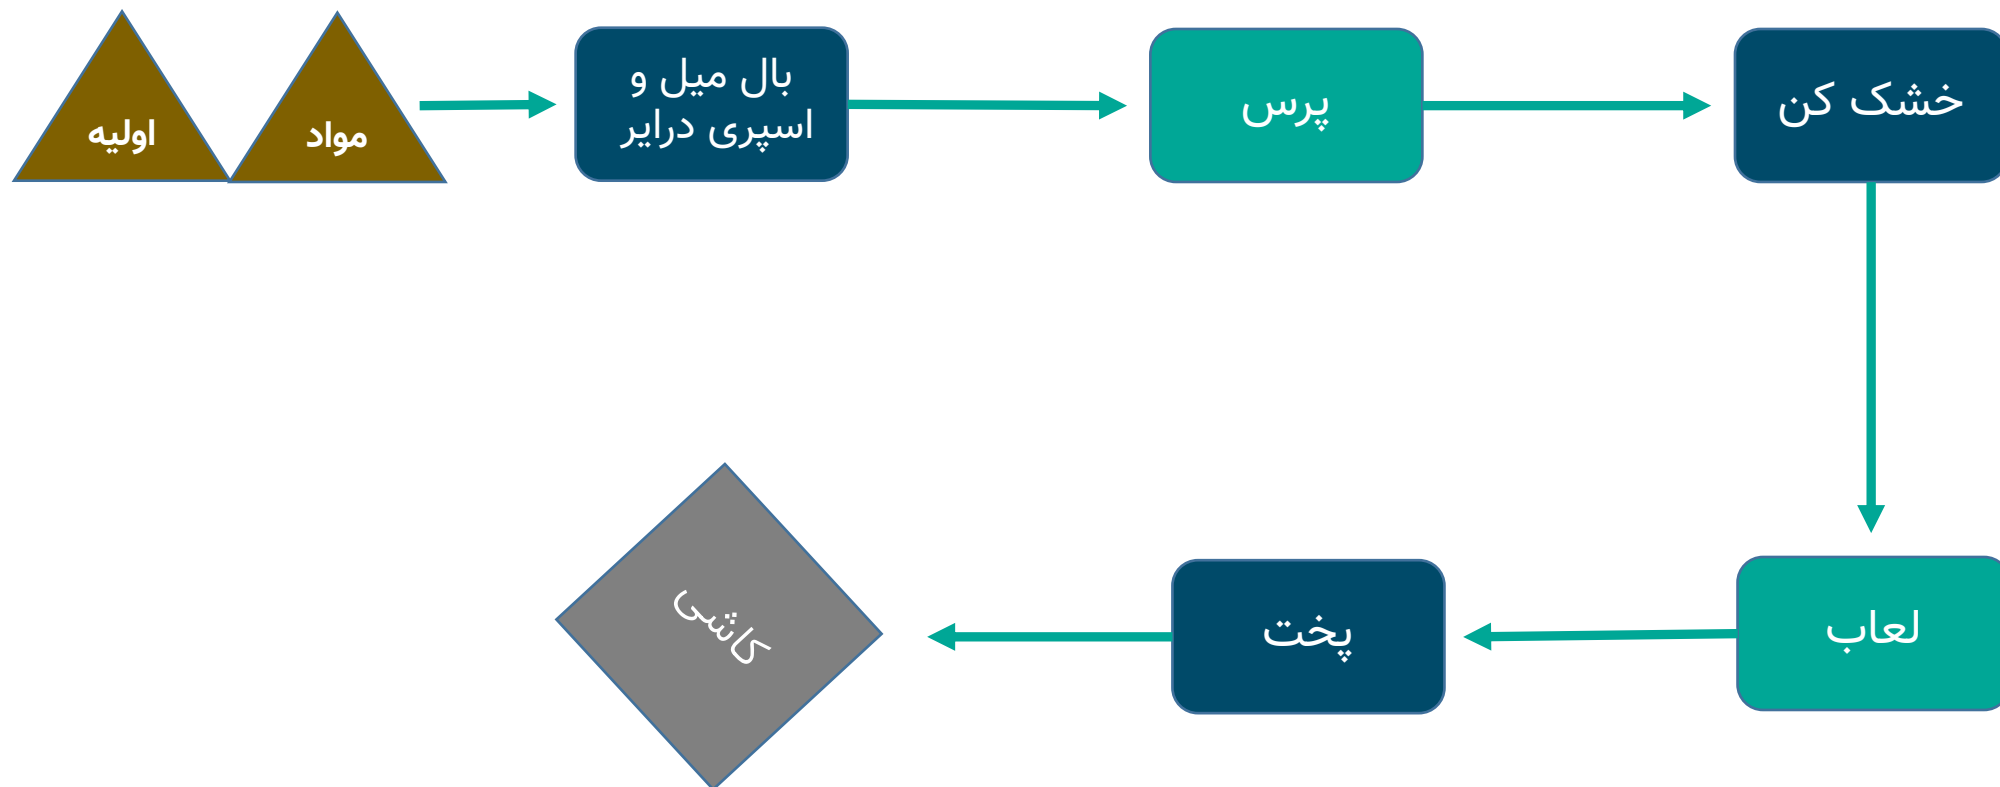 مواد
اولیه
بال میل و
اسپری درایر
پرس
خشک کن
لعاب
پخت
کاشی